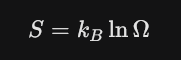 S = k_B ln Ω